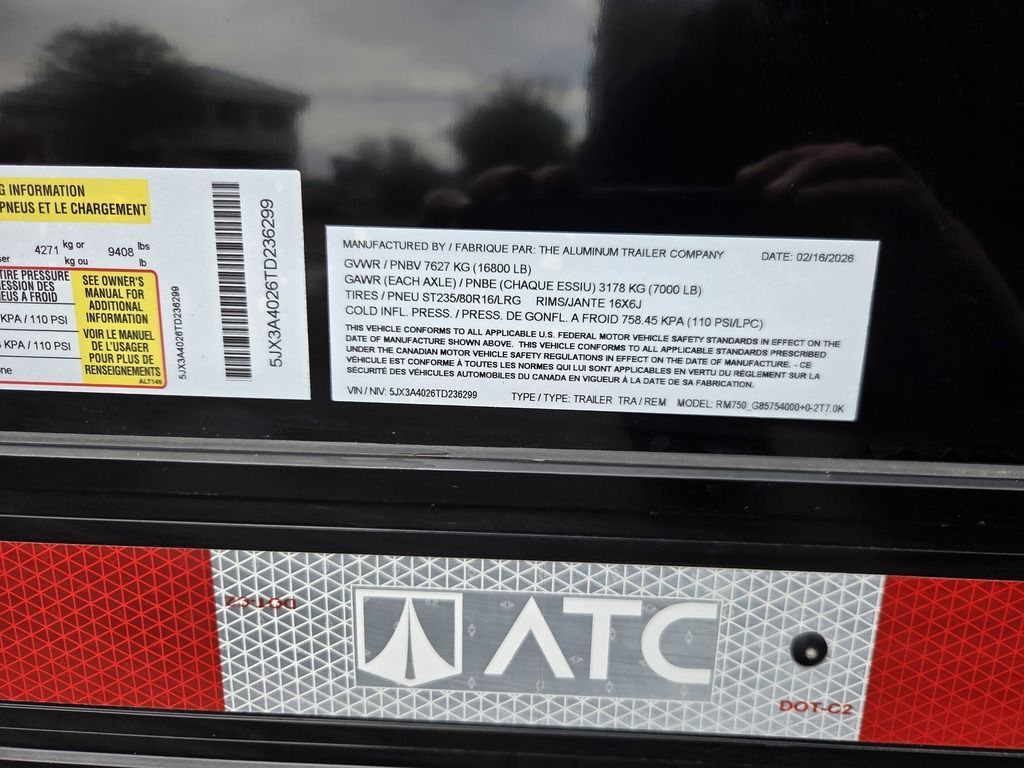 G INFORMATION
PNEUS ET LE CHARGEMENT
4271 kg or 9408 lbs
kg ou lb
TIRE PRESSURE
SEE OWNER'S
MANUAL FOR
ADDITIONAL
INFORMATION
VOIR LE MANUEL
DE L'USAGER
POUR PLUS DE
RENSEIGNEMENTS
ALT149
KPA / 110 PSI
KPA / 110 PSI
5JX3A4026TD236299
5JX3A4026TD236299
MANUFACTURED BY / FABRIQUE PAR: THE ALUMINUM TRAILER COMPANY DATE: 02/16/2026
GVWR / PNBV 7627 KG (16800 LB)
GAWR (EACH AXLE) / PNBE (CHAQUE ESSIU) 3178 KG (7000 LB)
TIRES / PNEU ST235/80R16/LRG RIMS/JANTE 16X6J
COLD INFL. PRESS. / PRESS. DE GONFL. A FROID 758.45 KPA (110 PSI/LPC)
THIS VEHICLE CONFORMS TO ALL APPLICABLE U.S. FEDERAL MOTOR VEHICLE SAFETY STANDARDS IN EFFECT ON THE
DATE OF MANUFACTURE SHOWN ABOVE. THIS VEHICLE CONFORMS TO ALL APPLICABLE STANDARDS PRESCRIBED
UNDER THE CANADIAN MOTOR VEHICLE SAFETY REGULATIONS IN EFFECT ON THE DATE OF MANUFACTURE. - CE
VÉHICULE EST CONFORME À TOUTES LES NORMES QUI LUI SONT APPLICABLES EN VERTU DU RÈGLEMENT SUR LA
SÉCURITÉ DES VÉHICULES AUTOMOBILES DU CANADA EN VIGUEUR À LA DATE DE SA FABRICATION.
VIN / NIV: 5JX3A4026TD236299 TYPE / TYPE: TRAILER TRA / REM MODEL: RM750_G85754000+0-2T7.0K
DOT-C2
ATC
DOT-C2